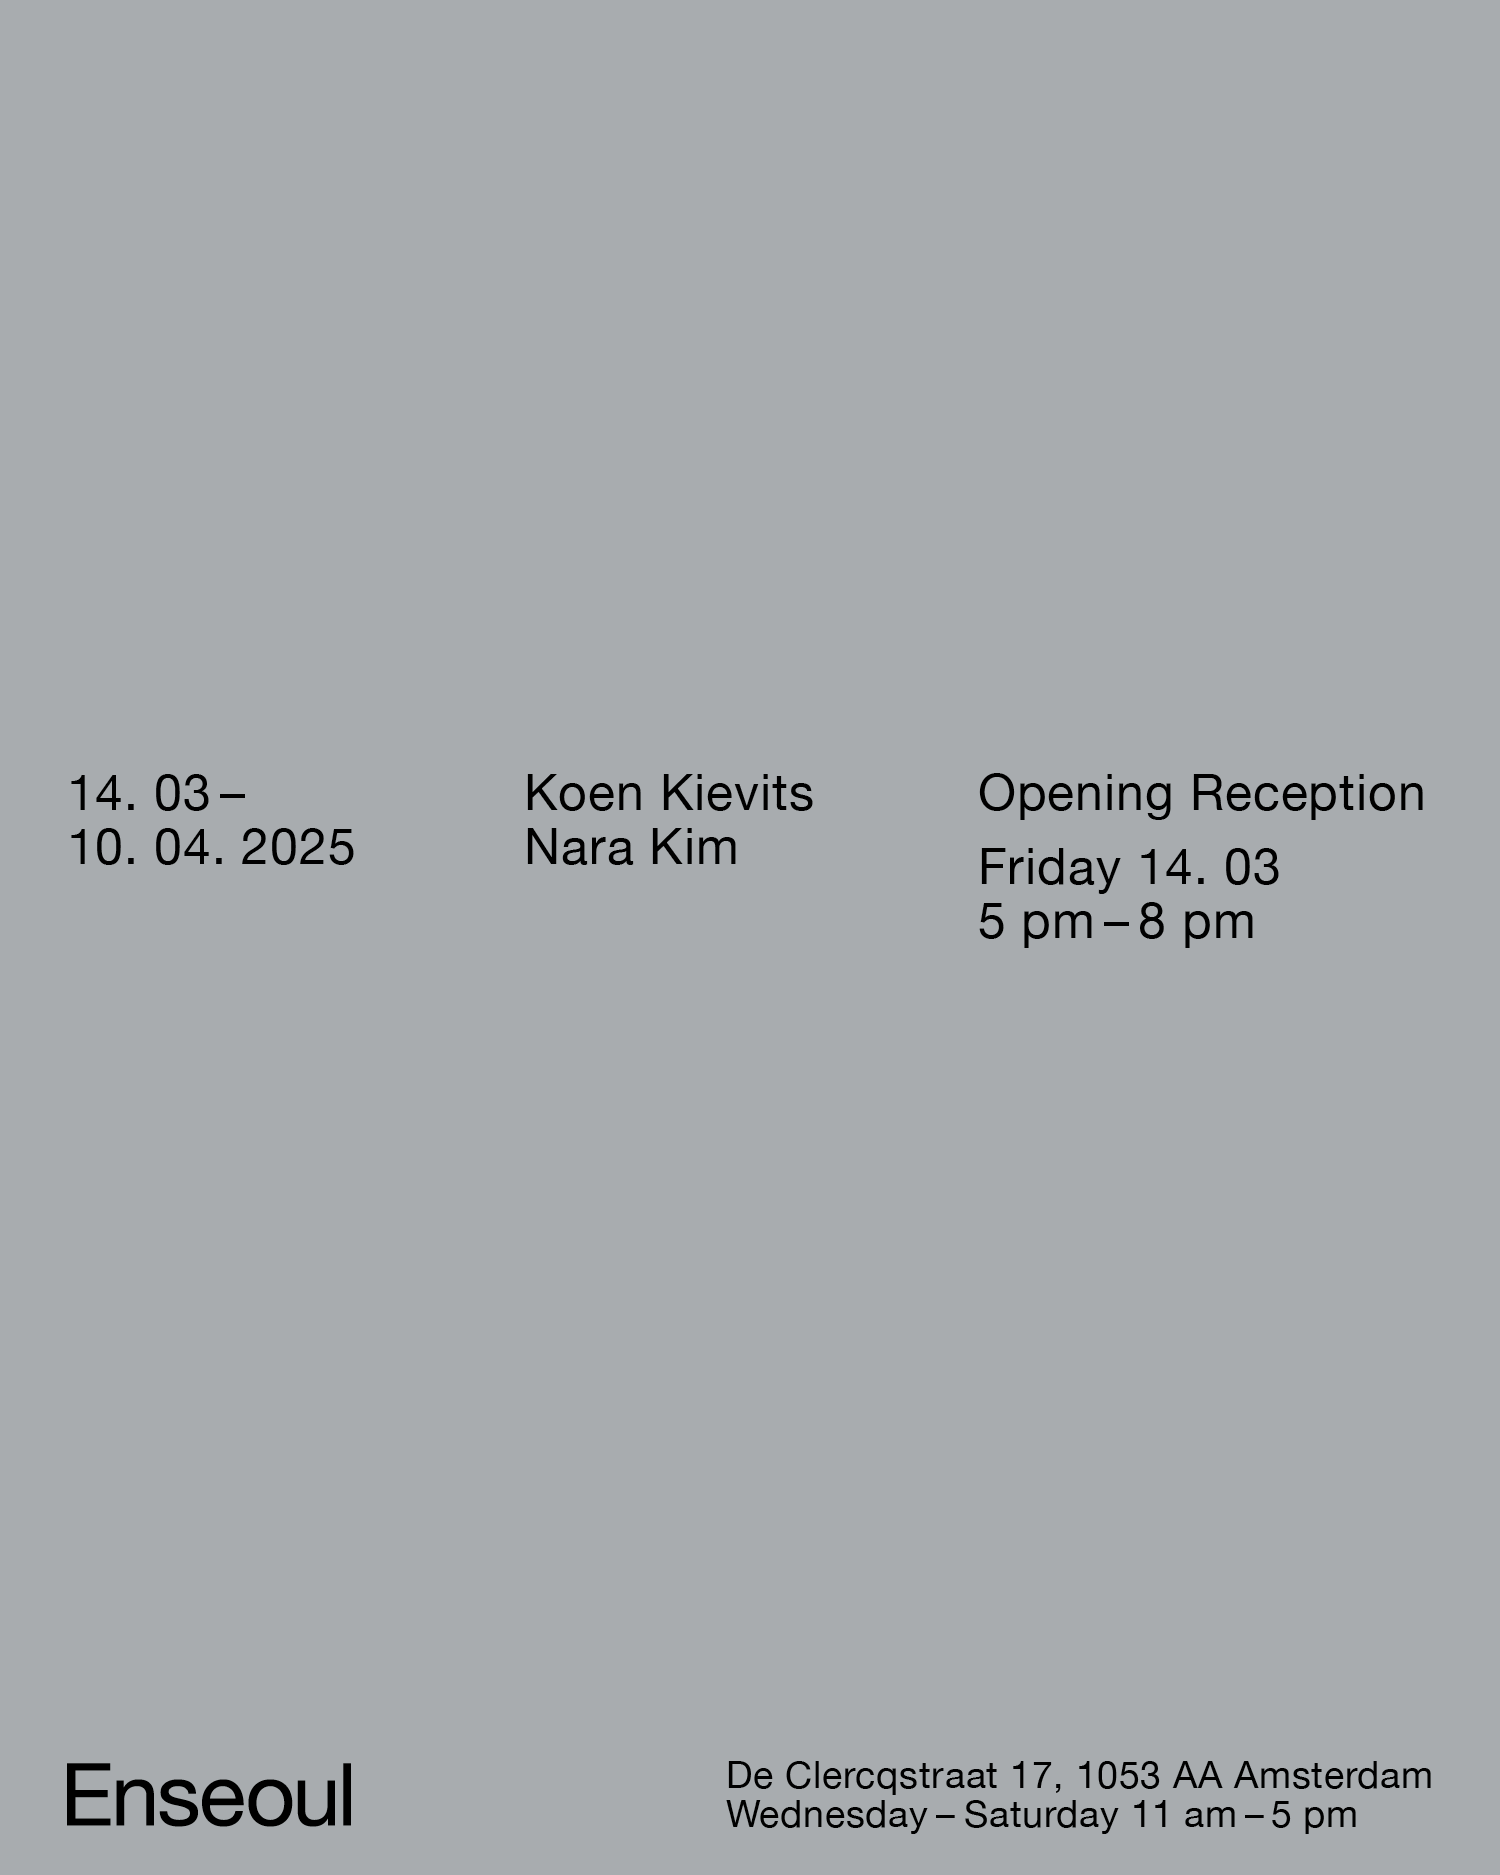 14. 03 –
10. 04. 2025
Koen Kievits
Nara Kim
Opening Reception
Friday 14. 03
5 pm – 8 pm
Enseoul
De Clercqstraat 17, 1053 AA Amsterdam
Wednesday – Saturday 11 am – 5 pm